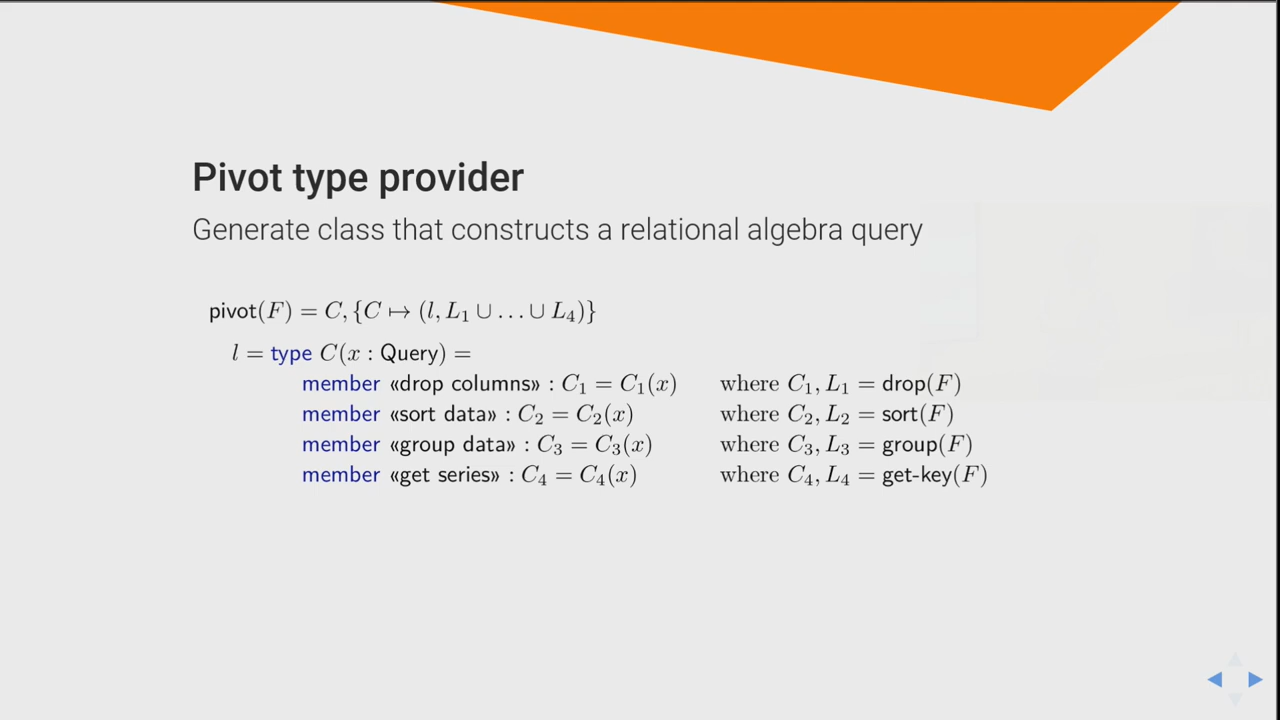 Pivot type provider
Generate class that constructs a relational algebra query
pivot(F) = C, {C ↦ (l, L₁ ∪ … ∪ L₄)}
l = type C(x : Query) =
member «drop columns» : C₁ = C₁(x) where C₁, L₁ = drop(F)
member «sort data» : C₂ = C₂(x) where C₂, L₂ = sort(F)
member «group data» : C₃ = C₃(x) where C₃, L₃ = group(F)
member «get series» : C₄ = C₄(x) where C₄, L₄ = get-key(F)